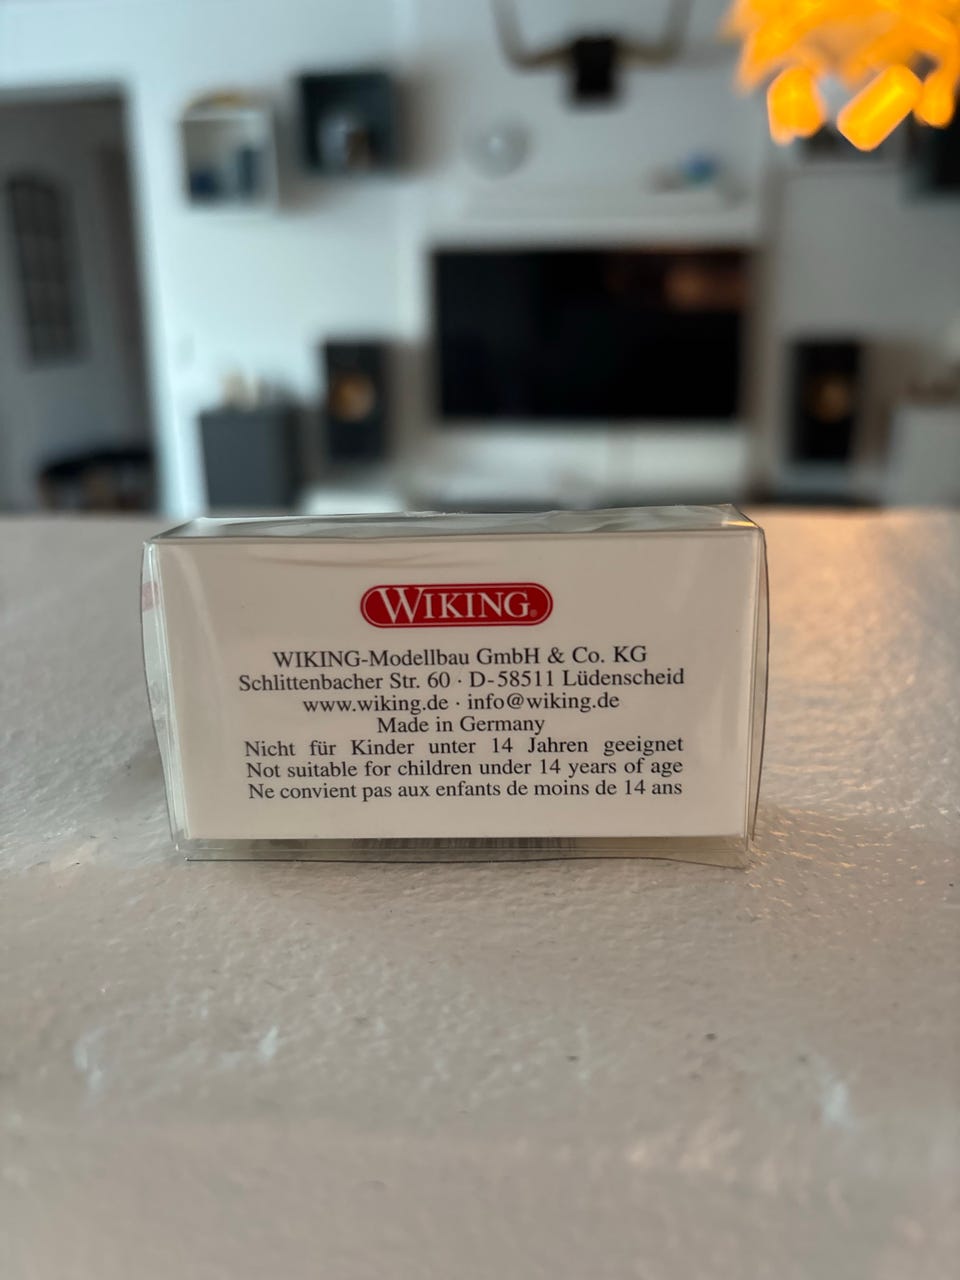 WIKING®
WIKING-Modellbau GmbH & Co. KG
Schlittenbacher Str. 60 · D-58511 Lüdenscheid
www.wiking.de · info@wiking.de
Made in Germany
Nicht für Kinder unter 14 Jahren geeignet
Not suitable for children under 14 years of age
Ne convient pas aux enfants de moins de 14 ans